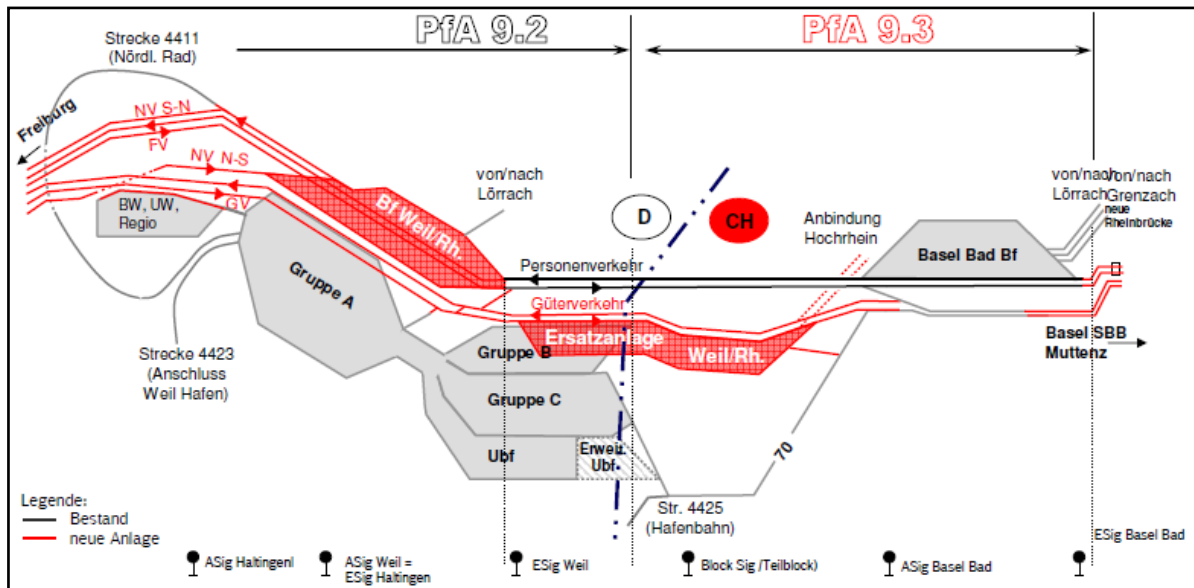 PfA 9.2
PfA 9.3
Strecke 4411
(Nördl. Rad)
Freiburg
NV S-N
FV
NV N-S
GV
BW, UW,
Regio
Bf Weil/Rh.
von/nach
Lörrach
D
CH
Anbindung
Hochrhein
von/nach
Lörrach
von/nach
Grenzach
neue
Rheinbrücke
Basel Bad Bf
Personenverkehr
Güterverkehr
Gruppe A
Ersatzanlage
Weil/Rh.
Basel SBB
Muttenz
Gruppe B
Strecke 4423
(Anschluss
Weil Hafen)
Gruppe C
Ubf
Erweit.
Ubf
70
Str. 4425
(Hafenbahn)
Legende:
Bestand
neue Anlage
ASig Haltingenl
ASig Weil =
ESig Haltingen
ESig Weil
Block Sig /Teilblock)
ASig Basel Bad
ESig Basel Bad